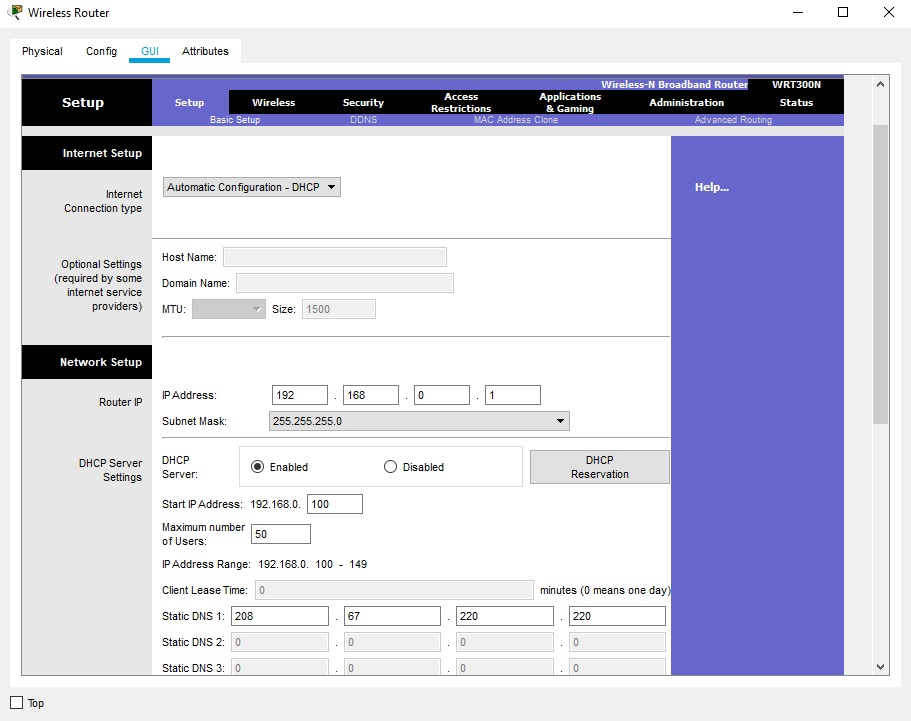 Wireless Router
Physical Config GUI Attributes
Wireless-N Broadband Router WRT300N
Setup
Setup Wireless Security Access Restrictions Applications & Gaming Administration Status
Basic Setup DDNS MAC Address Clone Advanced Routing
Internet Setup
Help...
Internet
Connection type
Automatic Configuration - DHCP
Optional Settings
(required by some
internet service
providers)
Host Name:
Domain Name:
MTU: Size: 1500
Network Setup
Router IP
IP Address: 192 . 168 . 0 . 1
Subnet Mask: 255.255.255.0
DHCP Server
Settings
DHCP
Server:
Enabled Disabled
DHCP
Reservation
Start IP Address: 192.168.0. 100
Maximum number
of Users:
50
IP Address Range: 192.168.0. 100 - 149
Client Lease Time: 0 minutes (0 means one day)
Static DNS 1: 208 . 67 . 220 . 220
Static DNS 2: 0 . 0 . 0 . 0
Static DNS 3: 0 . 0 . 0 . 0
Top